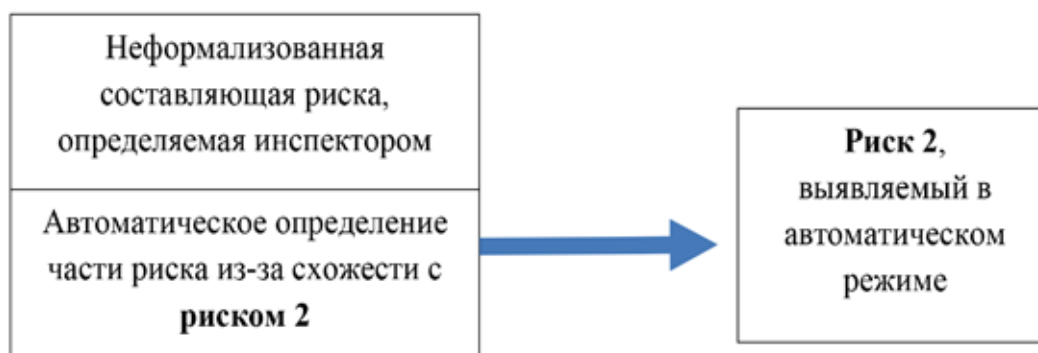 Неформализованная
составляющая риска,
определяемая инспектором
Автоматическое определение
части риска из-за схожести с
риском 2
Риск 2,
выявляемый в
автоматическом
режиме